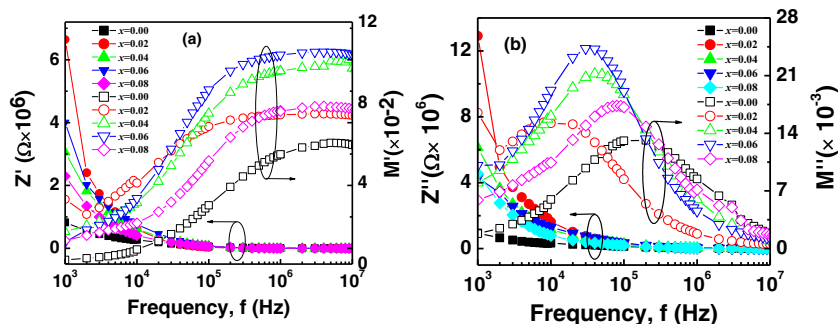 (a)
Z' (Ω×10⁶)
6
4
2
0
x=0.00
x=0.02
x=0.04
x=0.06
x=0.08
x=0.00
x=0.02
x=0.04
x=0.06
x=0.08
12
8
4
0
M'(×10⁻²)
10³ 10⁴ 10⁵ 10⁶ 10⁷
Frequency, f (Hz)
(b)
Z'' (Ω× 10⁶)
12
8
4
0
x=0.00
x=0.02
x=0.04
x=0.06
x=0.08
x=0.00
x=0.02
x=0.04
x=0.06
x=0.08
28
21
14
7
0
M'' (×10⁻³)
10³ 10⁴ 10⁵ 10⁶ 10⁷
Frequency, f (Hz)